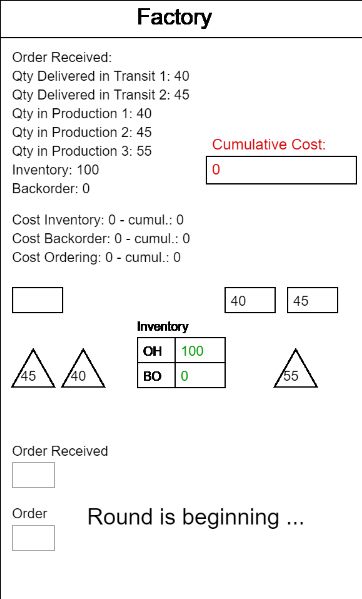 Factory
Order Received:
Qty Delivered in Transit 1: 40
Qty Delivered in Transit 2: 45
Qty in Production 1: 40
Qty in Production 2: 45
Qty in Production 3: 55
Inventory: 100
Backorder: 0
Cumulative Cost:
0
Cost Inventory: 0 - cumul.: 0
Cost Backorder: 0 - cumul.: 0
Cost Ordering: 0 - cumul.: 0
40 45
Inventory
OH 100
BO 0
45 40 55
Order Received
Order
Round is beginning ...